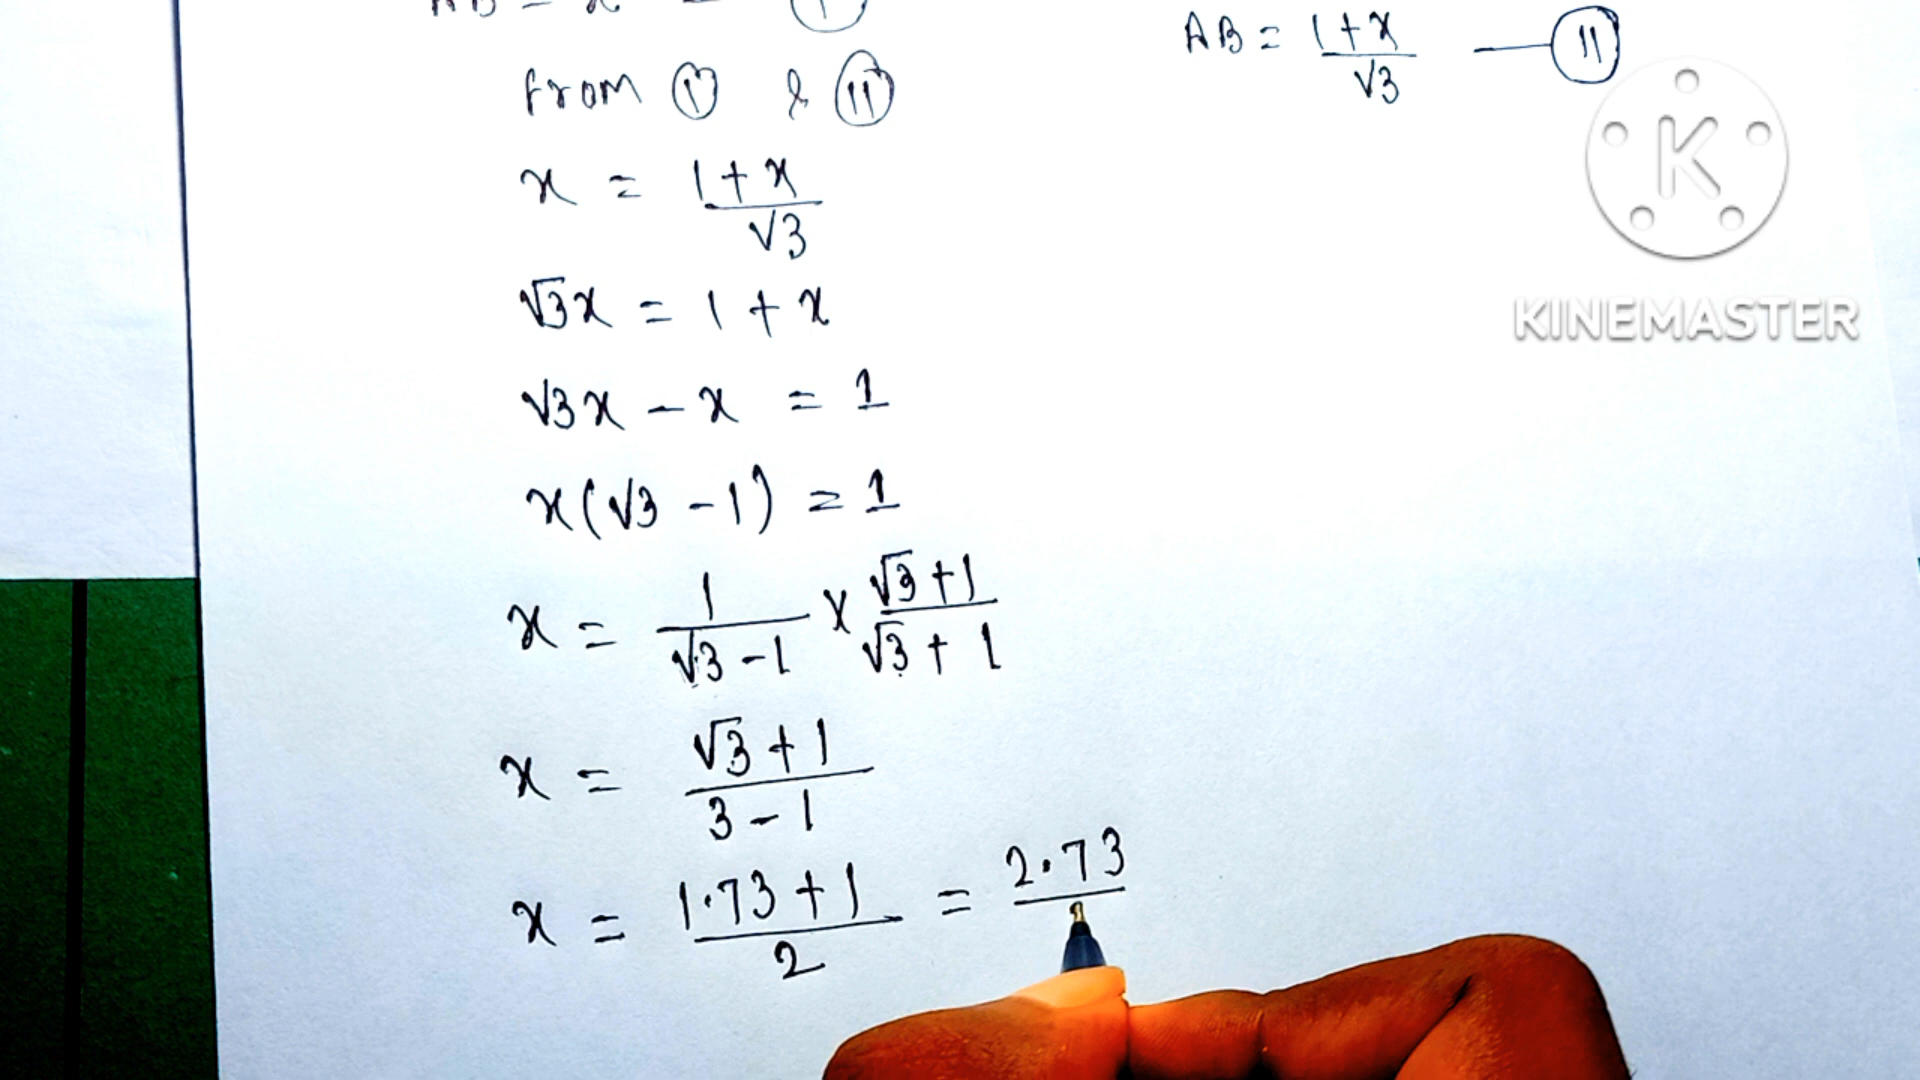 AB = x
AB = 1+x/√3 — (II)
From (I) & (II)
x = 1+x/√3
√3x = 1 + x
√3x - x = 1
x(√3 - 1) = 1
x = 1/√3-1 × √3+1/√3+1
x = √3+1/3-1
x = 1.73+1/2 = 2.73
K
KINEMASTER